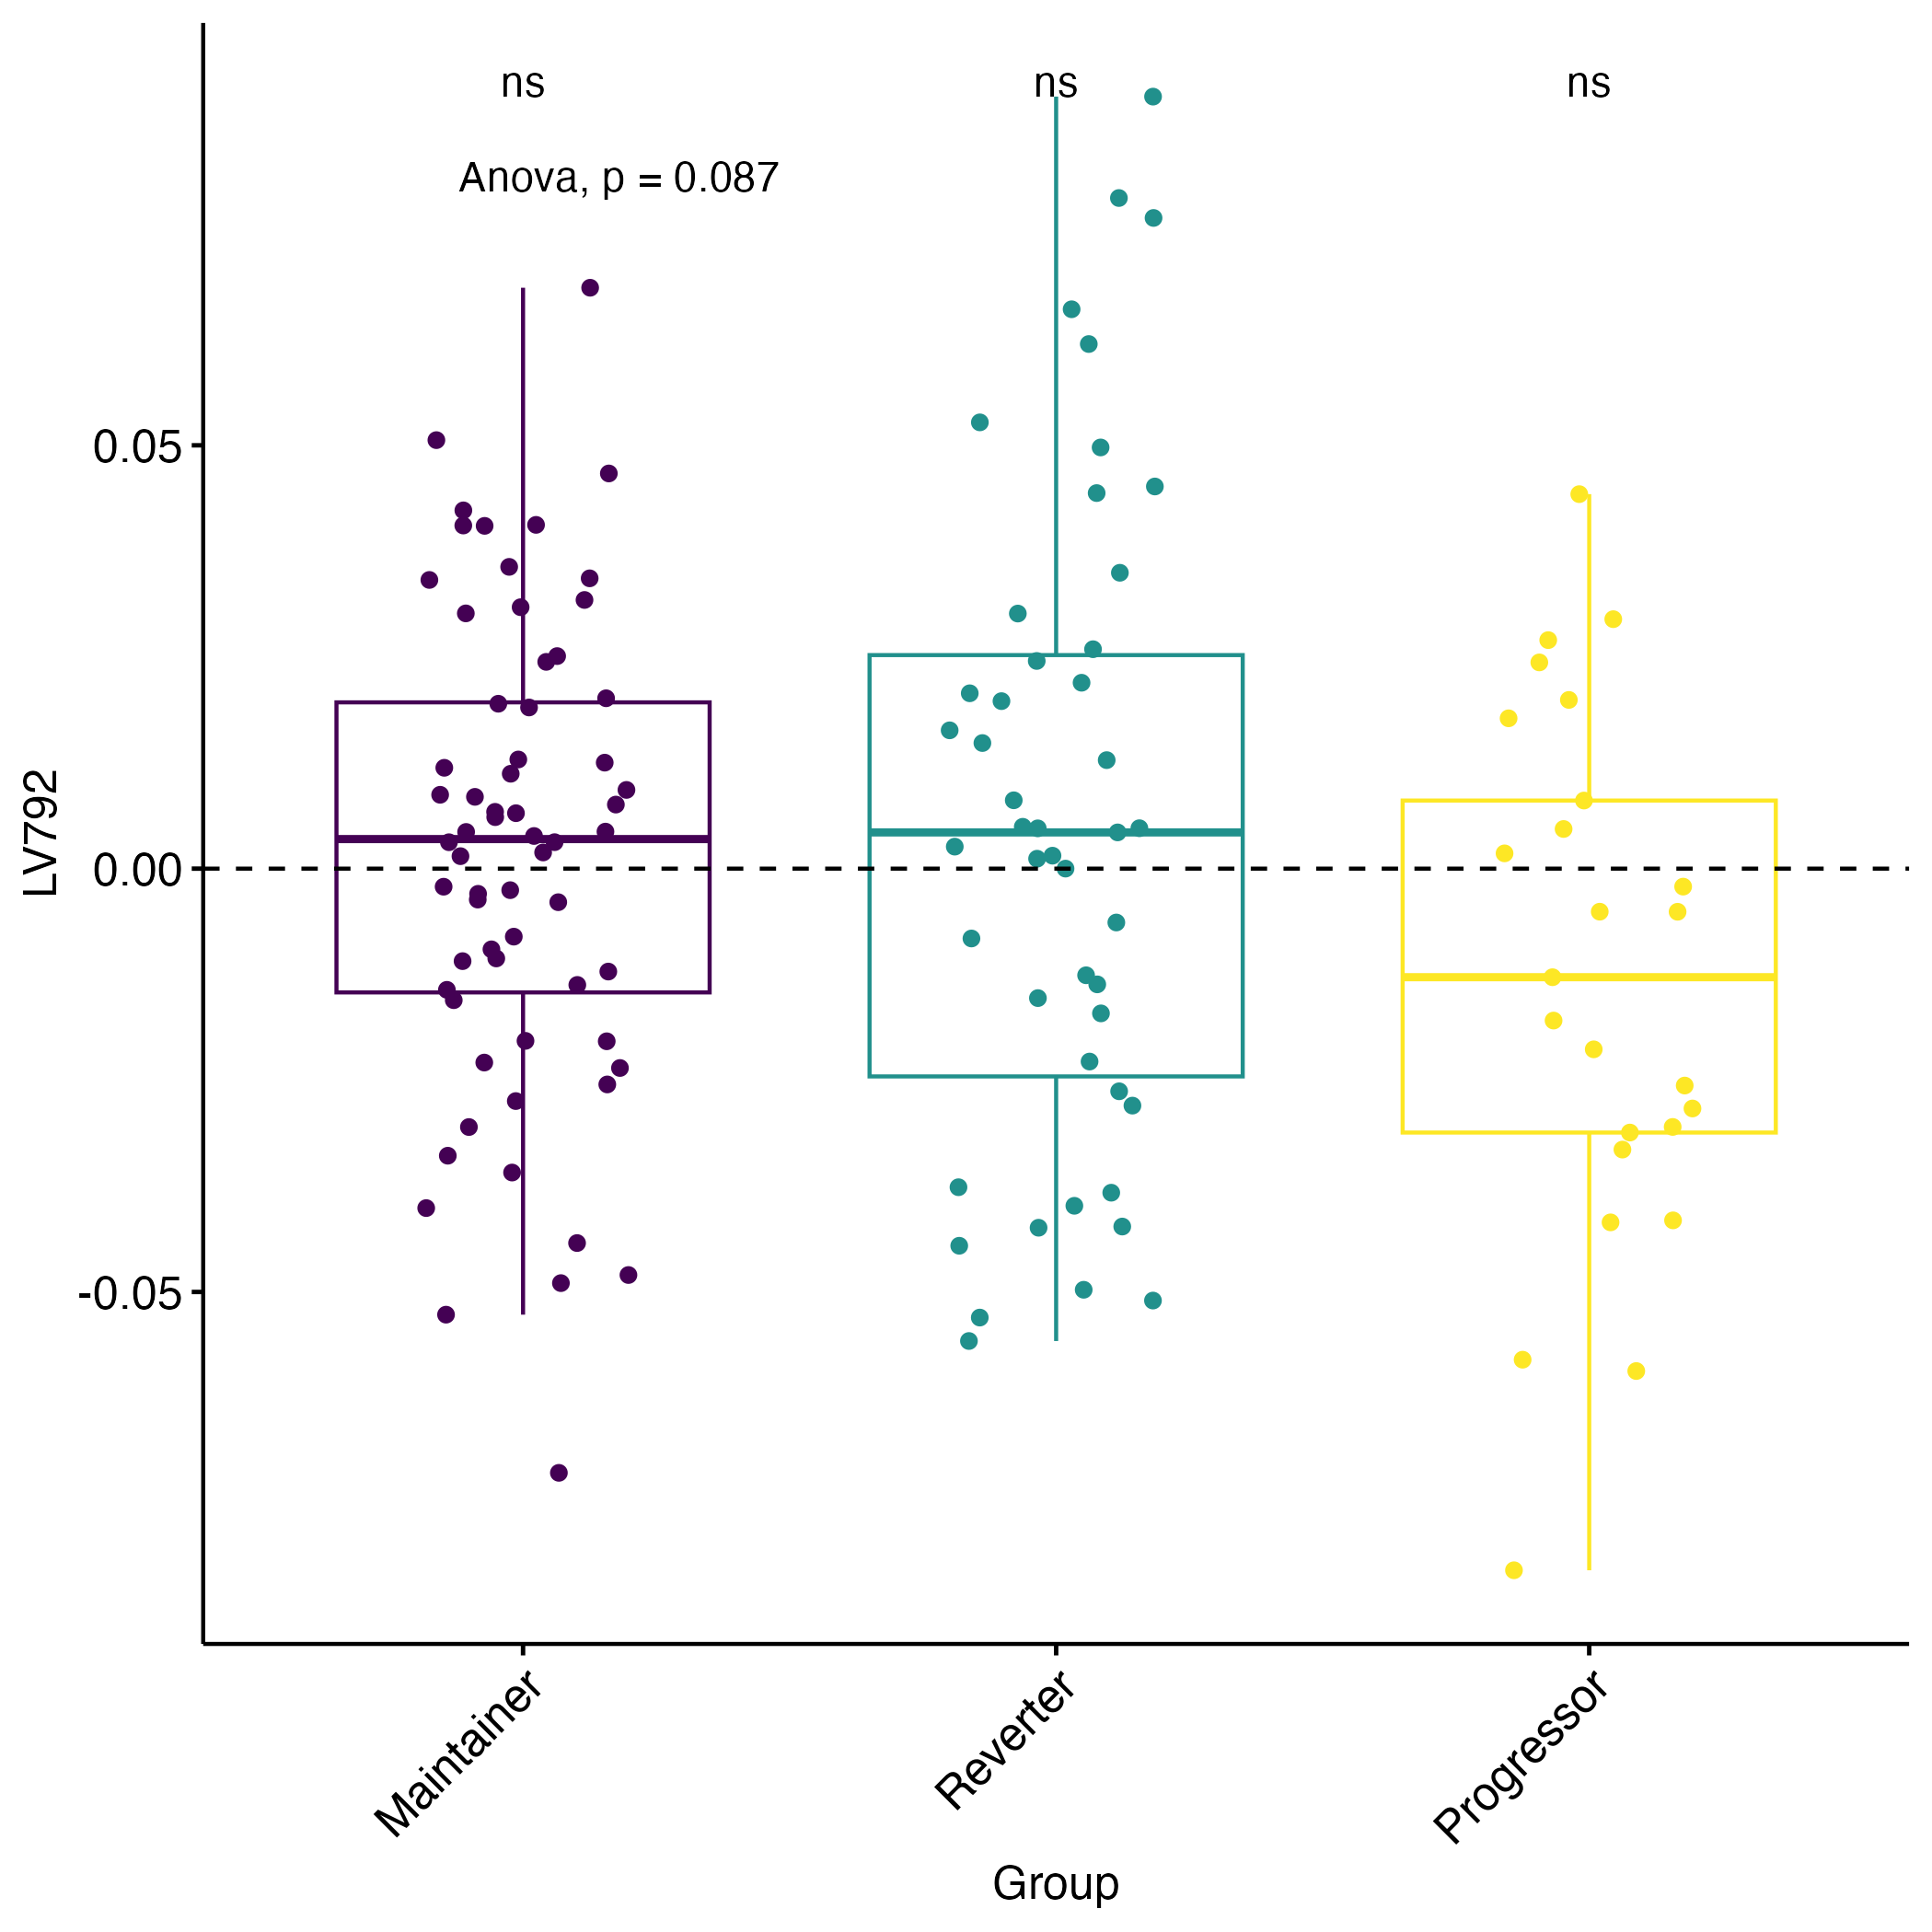 ns ns ns
Anova, p = 0.087
LV792
0.05
0.00
-0.05
Maintainer Reverter Progressor
Group